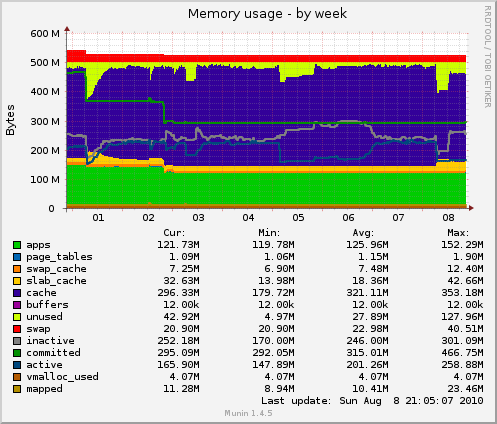 Memory usage - by week
RRDTOOL / TOBI OETIKER
Bytes
600 M
500 M
400 M
300 M
200 M
100 M
0
01 02 03 04 05 06 07 08
Cur: Min: Avg: Max:
apps 121.73M 119.78M 125.96M 152.29M
page_tables 1.09M 1.06M 1.15M 1.90M
swap_cache 7.25M 6.90M 7.48M 12.40M
slab_cache 32.63M 13.98M 18.36M 42.66M
cache 296.33M 179.72M 321.11M 353.18M
buffers 12.00k 12.00k 12.00k 12.00k
unused 42.92M 4.97M 27.89M 127.96M
swap 20.90M 20.90M 22.98M 40.51M
inactive 252.18M 170.00M 246.00M 301.09M
committed 295.09M 292.05M 315.01M 466.75M
active 165.90M 147.89M 201.26M 258.88M
vmalloc_used 4.07M 4.07M 4.07M 4.07M
mapped 11.28M 8.94M 10.41M 23.46M
Last update: Sun Aug 8 21:05:07 2010
Munin 1.4.5